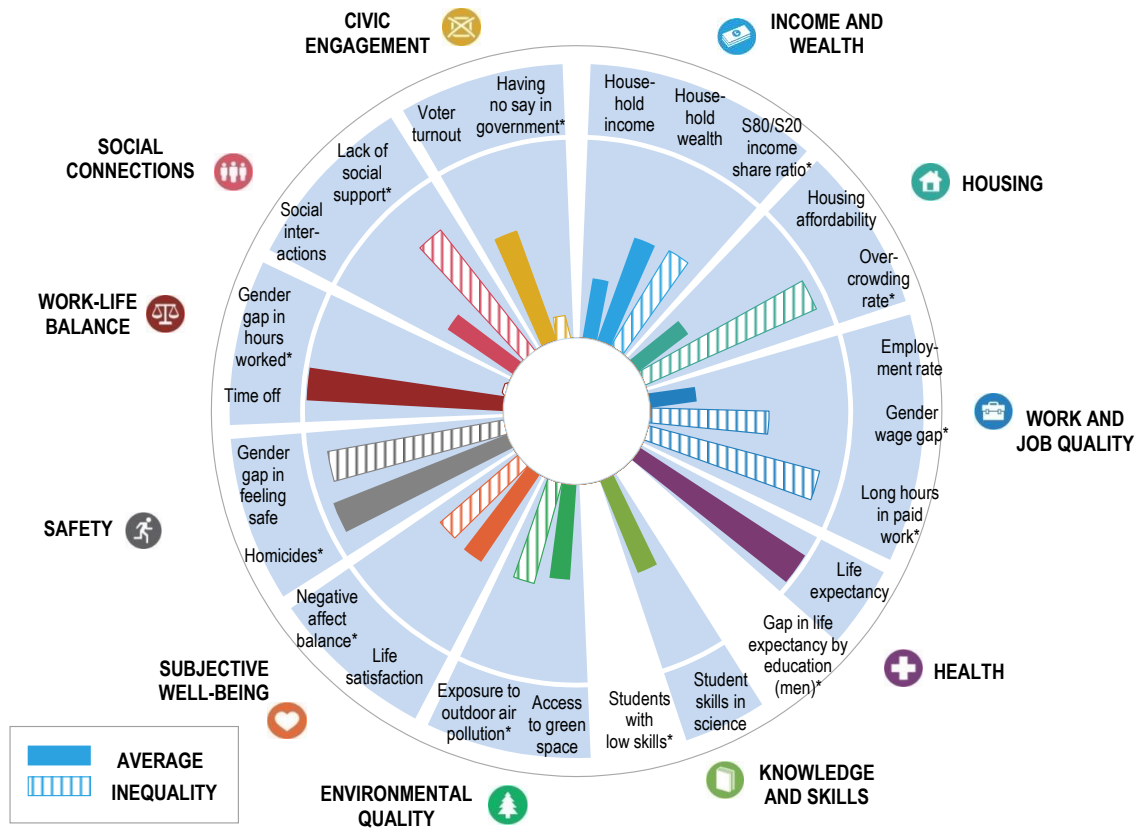 CIVIC
ENGAGEMENT
INCOME AND
WEALTH
House-
hold
income
House-
hold
wealth
S80/S20
income
share ratio*
HOUSING
Housing
affordability
Over-
crowding
rate*
Employ-
ment rate
Gender
wage gap*
Long hours
in paid
work*
WORK AND
JOB QUALITY
Life
expectancy
Gap in life
expectancy by
education
(men)*
HEALTH
Student
skills in
science
Students
with
low skills*
KNOWLEDGE
AND SKILLS
Access
to green
space
Exposure to
outdoor air
pollution*
ENVIRONMENTAL
QUALITY
Life
satisfaction
Negative
affect
balance*
SUBJECTIVE
WELL-BEING
Homicides*
Gender
gap in
feeling
safe
SAFETY
Time off
Gender
gap in
hours
worked*
WORK-LIFE
BALANCE
Social
inter-
actions
Lack of
social
support*
SOCIAL
CONNECTIONS
Voter
turnout
Having
no say in
government*
AVERAGE
INEQUALITY